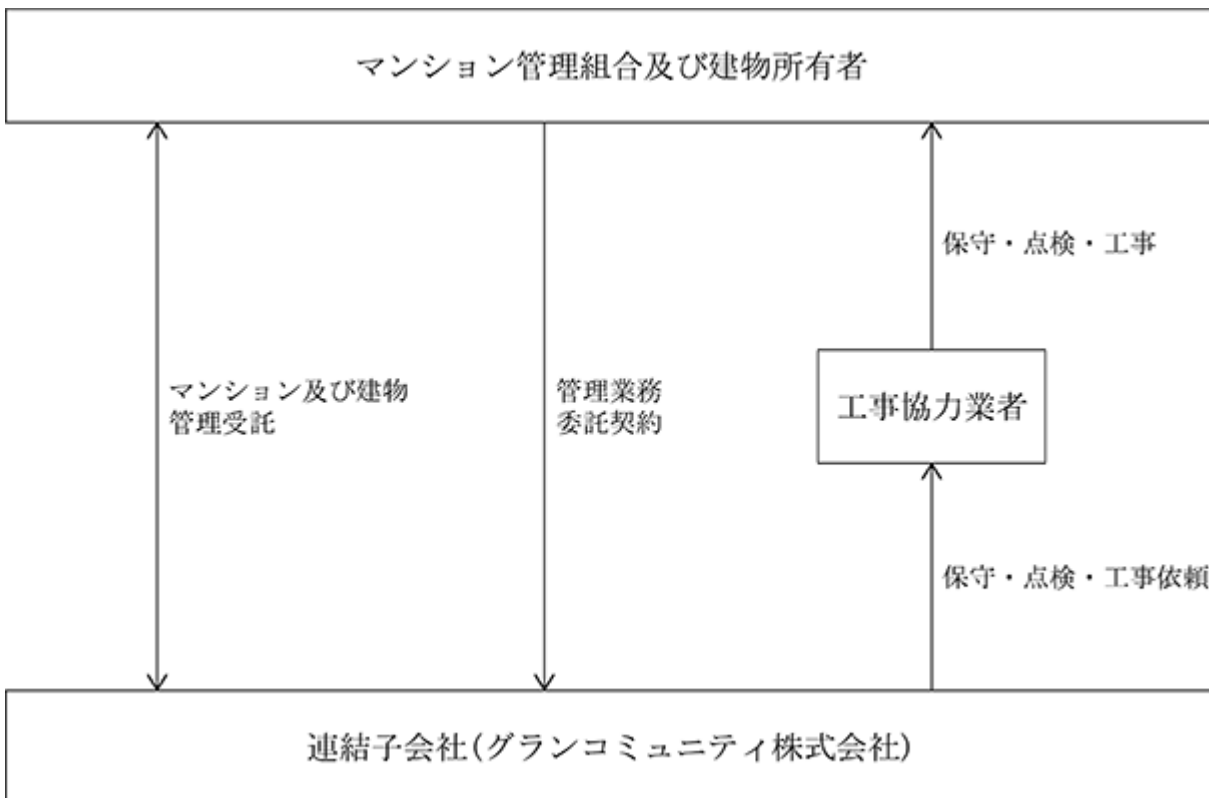 マンション管理組合及び建物所有者
保守・点検・工事
マンション及び建物
管理受託
管理業務
委託契約
工事協力業者
保守・点検・工事依頼
連結子会社(グランコミュニティ株式会社)